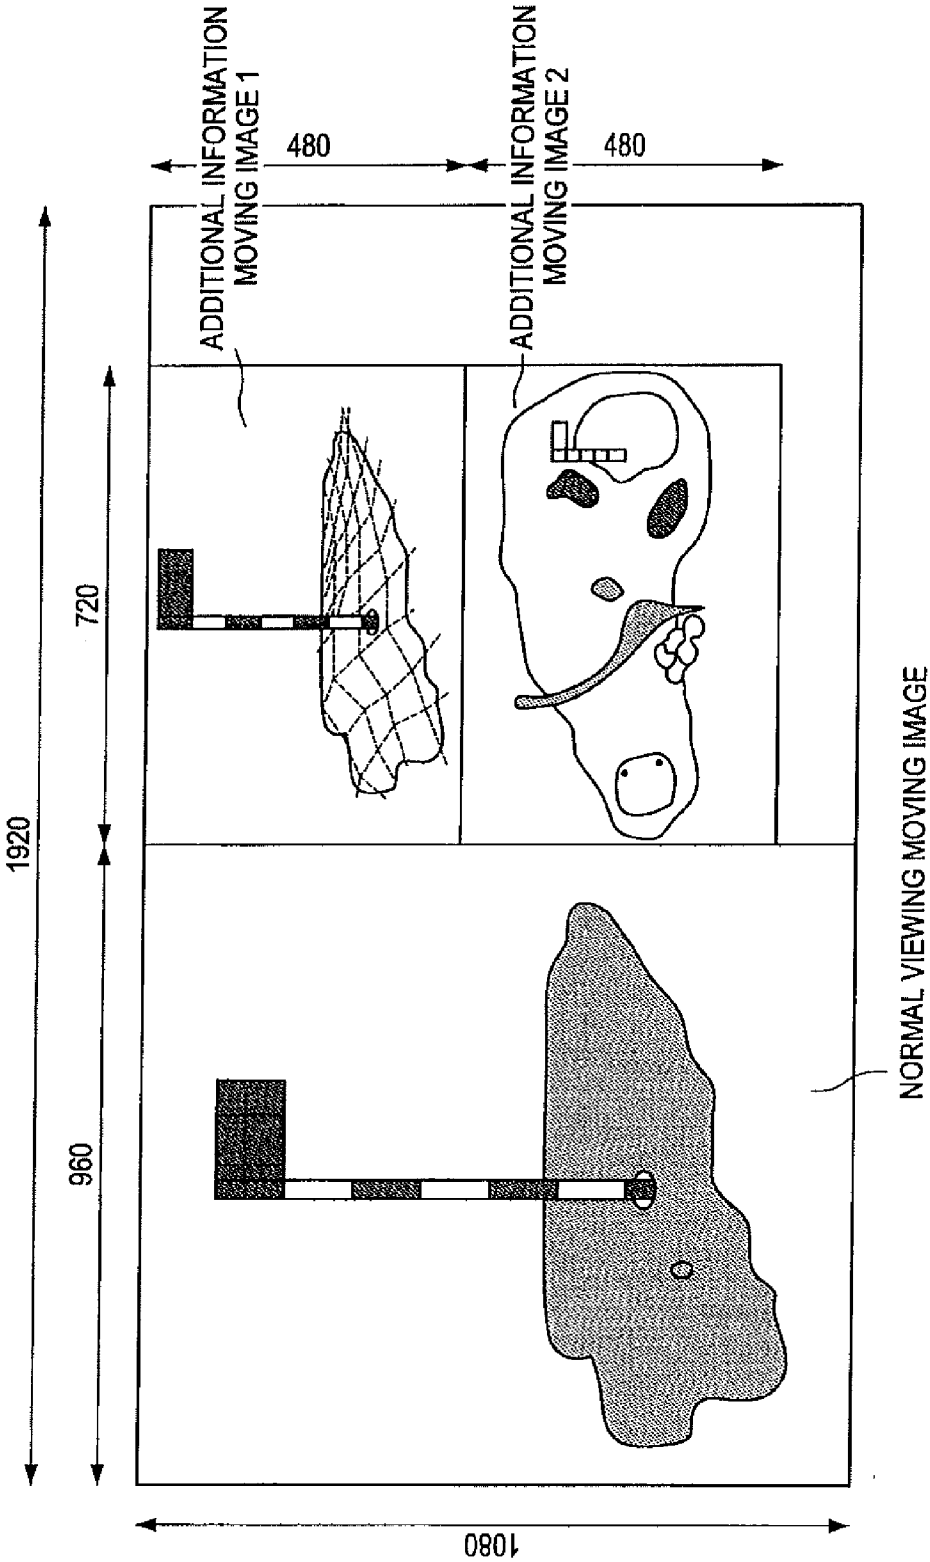 1920
960
720
ADDITIONAL INFORMATION
MOVING IMAGE 1
480
ADDITIONAL INFORMATION
MOVING IMAGE 2
480
1080
NORMAL VIEWING MOVING IMAGE